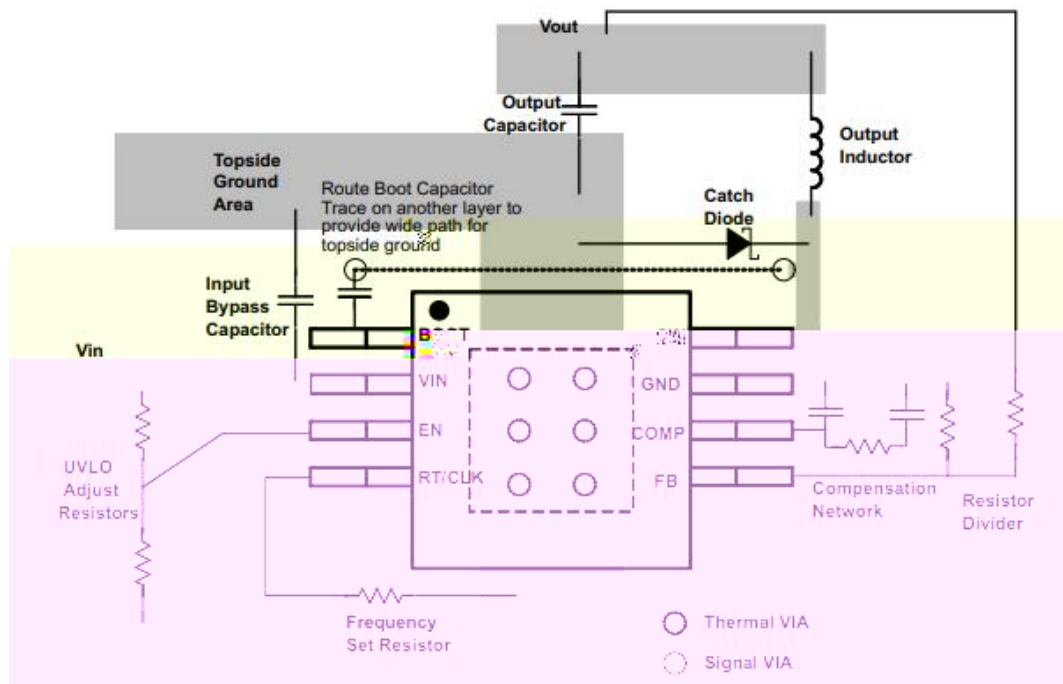 Vout
Output
Capacitor
Output
Inductor
Topside
Ground
Area
Route Boot Capacitor
Trace on another layer to
provide wide path for
topside ground
Catch
Diode
Input
Bypass
Capacitor
Vin
BOOT
VIN
GND
EN
COMP
RT/CLK
FB
UVLO
Adjust
Resistors
Compensation
Network
Resistor
Divider
Frequency
Set Resistor
Thermal VIA
Signal VIA